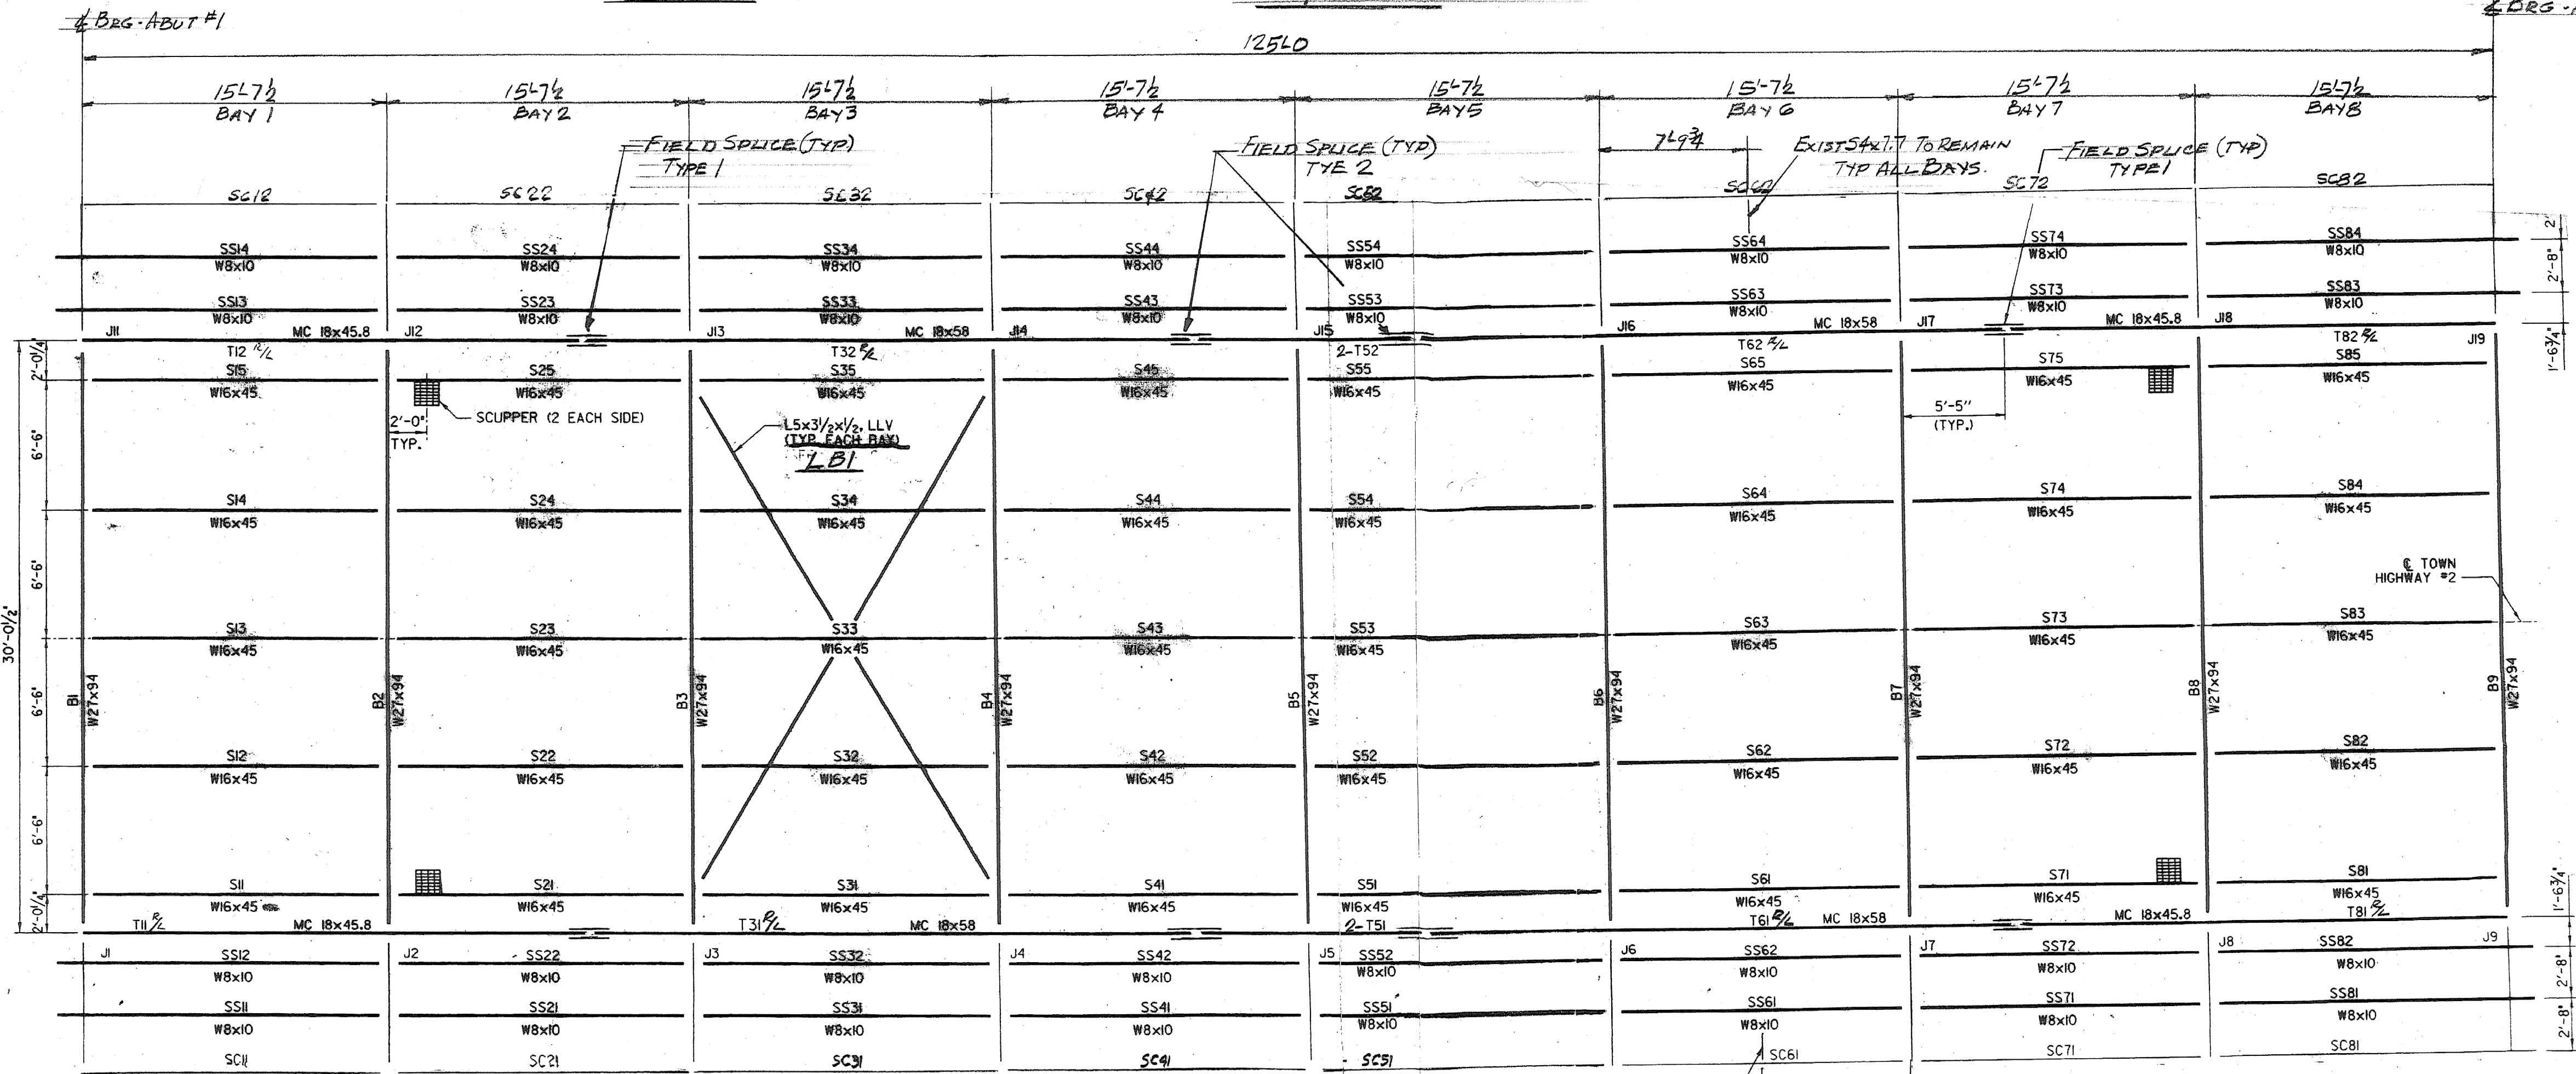 ℄ BRG-ABUT #1
℄ BRG-
125'-0
15'-7½ 15'-7½ 15'-7½ 15'-7½ 15'-7½ 15'-7½ 15'-7½ 15'-7½
BAY 1 BAY 2 BAY 3 BAY 4 BAY 5 BAY 6 BAY 7 BAY 8
FIELD SPLICE (TYP)
TYPE 1
FIELD SPLICE (TYP)
TYE 2
7'-9¾
EXIST S4x7.7 TO REMAIN
TYP ALL BAYS.
FIELD SPLICE (TYP)
TYPE 1
SC12 SC22 SC32 SC42 SC52 SC62 SC72 SC82
SS14 SS24 SS34 SS44 SS54 SS64 SS74 SS84
W8x10 W8x10 W8x10 W8x10 W8x10 W8x10 W8x10 W8x10
SS13 SS23 SS33 SS43 SS53 SS63 SS73 SS83
W8x10 W8x10 W8x10 W8x10 W8x10 W8x10 W8x10 W8x10
2'
2'-8"
1'-6¾"
J11 MC 18x45.8 J12 J13 MC 18x58 J14 J15 J16 MC 18x58 J17 MC 18x45.8 J18
T12 R/L T32 R/L 2-T52 T62 R/L T82 R/L J19
S15 S25 S35 S45 S55 S65 S75 S85
W16x45 W16x45 W16x45 W16x45 W16x45 W16x45 W16x45 W16x45
2'-0"
TYP.
SCUPPER (2 EACH SIDE)
L5x3½x½, LLV
(TYP. EACH BAY)
LB1
5'-5"
(TYP.)
S14 S24 S34 S44 S54 S64 S74 S84
W16x45 W16x45 W16x45 W16x45 W16x45 W16x45 W16x45 W16x45
℄ TOWN
HIGHWAY #2
S13 S23 S33 S43 S53 S63 S73 S83
W16x45 W16x45 W16x45 W16x45 W16x45 W16x45 W16x45 W16x45
30'-0½"
2'-0¼"
6'-6"
6'-6"
6'-6"
6'-6"
2'-0¼"
B1 B2 B3 B4 B5 B6 B7 B8 B9
W27x94 W27x94 W27x94 W27x94 W27x94 W27x94 W27x94 W27x94 W27x94
S12 S22 S32 S42 S52 S62 S72 S82
W16x45 W16x45 W16x45 W16x45 W16x45 W16x45 W16x45 W16x45
S11 S21 S31 S41 S51 S61 S71 S81
W16x45 W16x45 W16x45 W16x45 W16x45 W16x45 W16x45 W16x45
T11 R/L MC 18x45.8 T31 R/L MC 18x58 2-T51 T61 R/L MC 18x58 MC 18x45.8 T81 R/L
J1 J2 J3 J4 J5 J6 J7 J8 J9
SS12 SS22 SS32 SS42 SS52 SS62 SS72 SS82
W8x10 W8x10 W8x10 W8x10 W8x10 W8x10 W8x10 W8x10
SS11 SS21 SS31 SS41 SS51 SS61 SS71 SS81
W8x10 W8x10 W8x10 W8x10 W8x10 W8x10 W8x10 W8x10
SC11 SC21 SC31 SC41 SC51 SC61 SC71 SC81
1'-6¾"
2'-8"
2'-8"